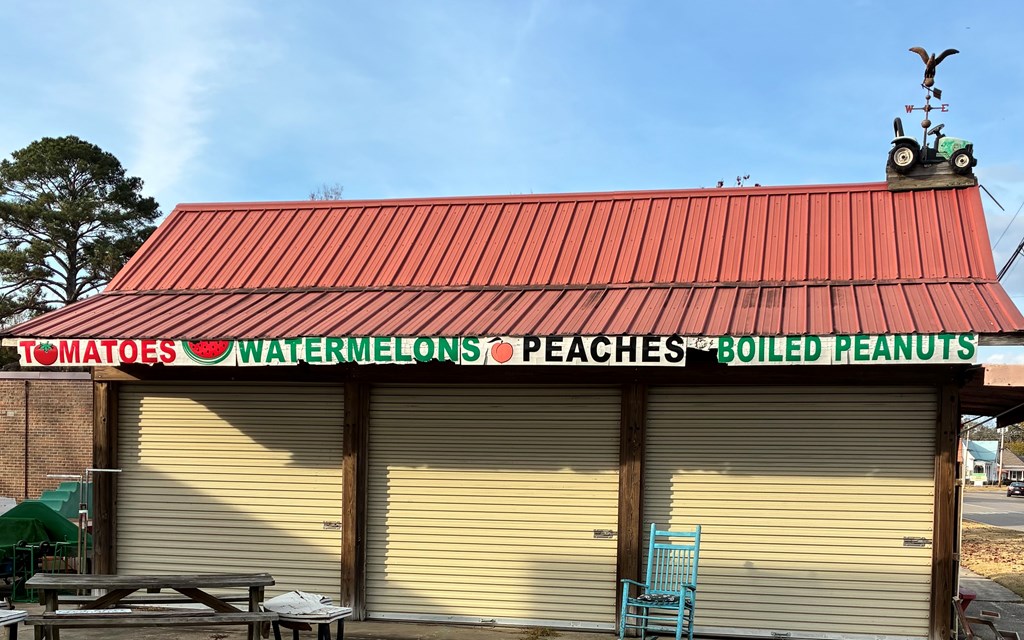 W E
TOMATOES WATERMELONS PEACHES BOILED PEANUTS